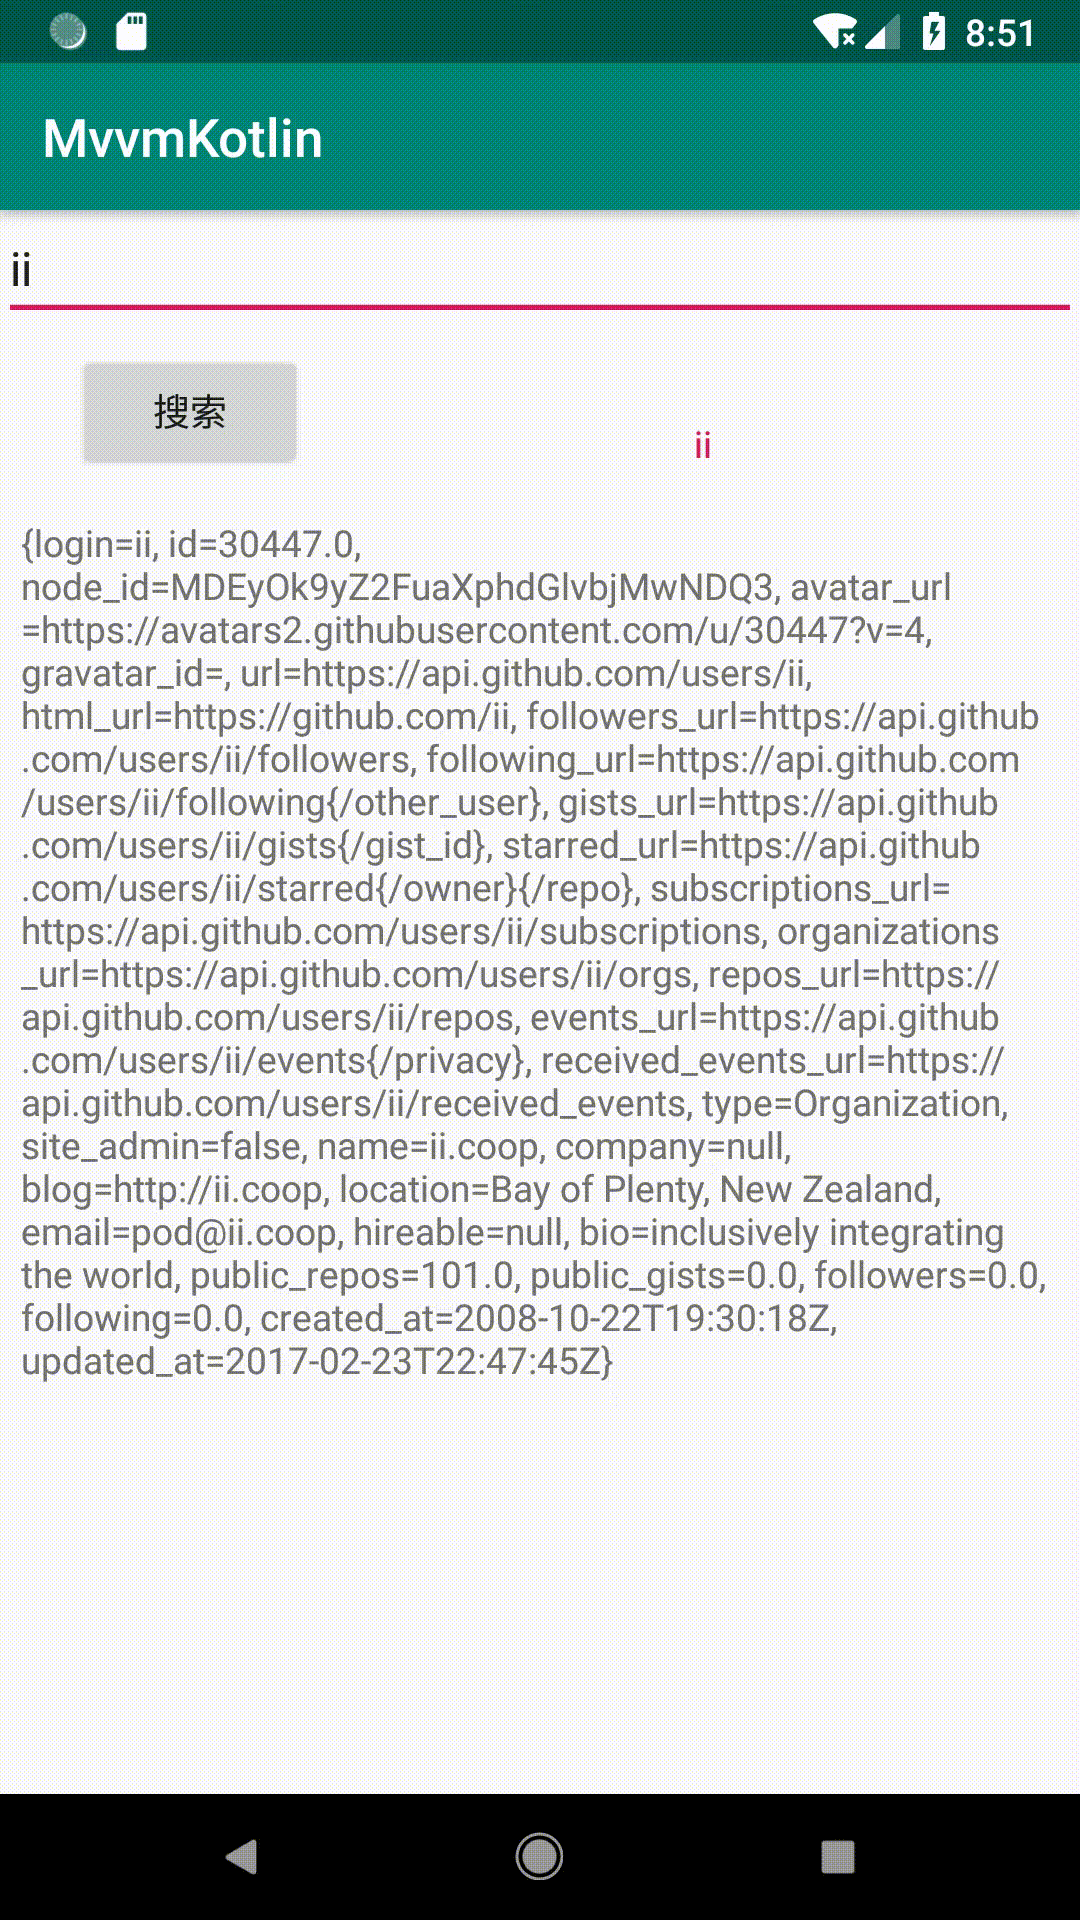 8:51
MvvmKotlin
ii
搜索
ii
{login=ii, id=30447.0,
node_id=MDEyOk9yZ2FuaXphdGlvbjMwNDQ3, avatar_url
=https://avatars2.githubusercontent.com/u/30447?v=4,
gravatar_id=, url=https://api.github.com/users/ii,
html_url=https://github.com/ii, followers_url=https://api.github
.com/users/ii/followers, following_url=https://api.github.com
/users/ii/following{/other_user}, gists_url=https://api.github
.com/users/ii/gists{/gist_id}, starred_url=https://api.github
.com/users/ii/starred{/owner}{/repo}, subscriptions_url=
https://api.github.com/users/ii/subscriptions, organizations
_url=https://api.github.com/users/ii/orgs, repos_url=https://
api.github.com/users/ii/repos, events_url=https://api.github
.com/users/ii/events{/privacy}, received_events_url=https://
api.github.com/users/ii/received_events, type=Organization,
site_admin=false, name=ii.coop, company=null,
blog=http://ii.coop, location=Bay of Plenty, New Zealand,
email=pod@ii.coop, hireable=null, bio=inclusively integrating
the world, public_repos=101.0, public_gists=0.0, followers=0.0,
following=0.0, created_at=2008-10-22T19:30:18Z,
updated_at=2017-02-23T22:47:45Z}